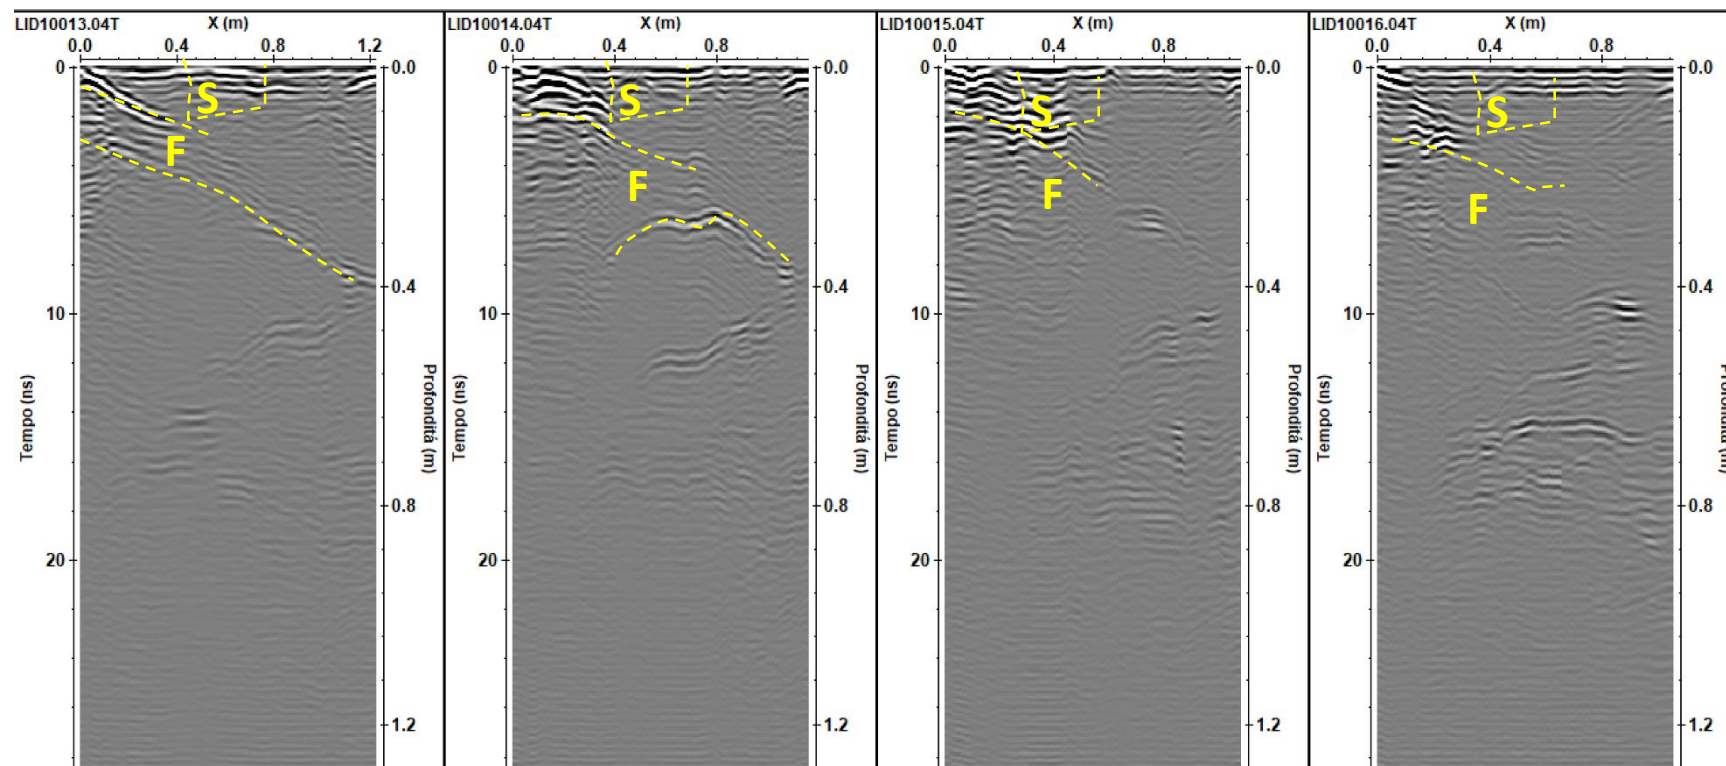 LID10013.04T X (m)
0.0 0.4 0.8 1.2
0 10 20
Tempo (ns)
0.0 0.4 0.8 1.2
Profonditá (m)
S
F
LID10014.04T X (m)
0.0 0.4 0.8
0 10 20
Tempo (ns)
0.0 0.4 0.8 1.2
Profonditá (m)
S
F
LID10015.04T X (m)
0.0 0.4 0.8
0 10 20
Tempo (ns)
0.0 0.4 0.8 1.2
Profonditá (m)
S
F
LID10016.04T X (m)
0.0 0.4 0.8
0 10 20
Tempo (ns)
0.0 0.4 0.8 1.2
Profonditá (m)
S
F